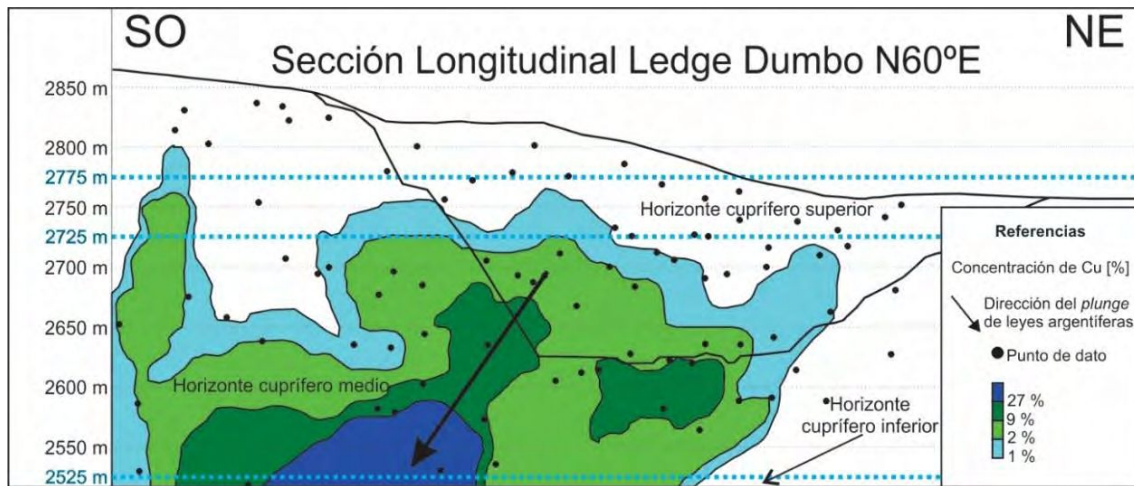 SO
NE
Sección Longitudinal Ledge Dumbo N60ºE
2850 m
2800 m
2775 m
2750 m
2725 m
2700 m
2650 m
2600 m
2550 m
2525 m
Horizonte cuprífero superior
Horizonte cuprífero medio
Horizonte
cuprífero inferior
Referencias
Concentración de Cu [%]
Dirección del plunge
de leyes argentíferas
Punto de dato
27 %
9 %
2 %
1 %